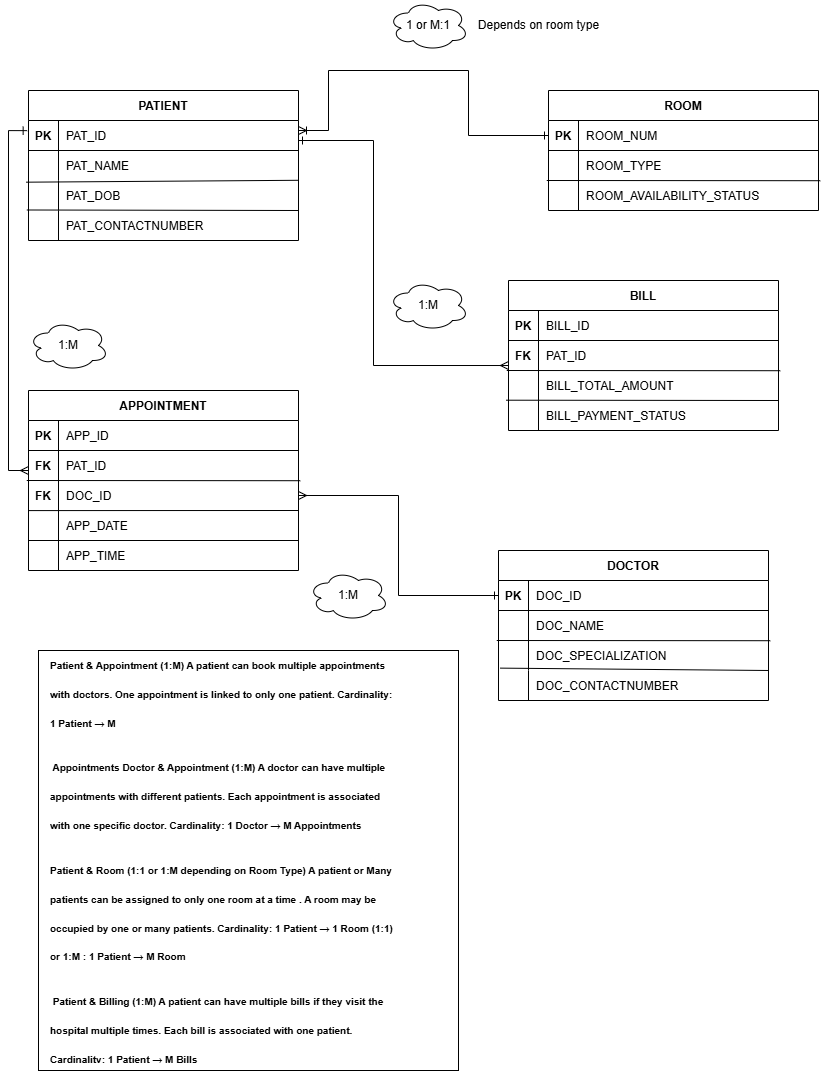 1 or M:1 Depends on room type
PATIENT
PK PAT_ID
PAT_NAME
PAT_DOB
PAT_CONTACTNUMBER
ROOM
PK ROOM_NUM
ROOM_TYPE
ROOM_AVAILABILITY_STATUS
1:M
BILL
PK BILL_ID
FK PAT_ID
BILL_TOTAL_AMOUNT
BILL_PAYMENT_STATUS
1:M
APPOINTMENT
PK APP_ID
FK PAT_ID
FK DOC_ID
APP_DATE
APP_TIME
1:M
DOCTOR
PK DOC_ID
DOC_NAME
DOC_SPECIALIZATION
DOC_CONTACTNUMBER
Patient & Appointment (1:M) A patient can book multiple appointments
with doctors. One appointment is linked to only one patient. Cardinality:
1 Patient → M
Appointments Doctor & Appointment (1:M) A doctor can have multiple
appointments with different patients. Each appointment is associated
with one specific doctor. Cardinality: 1 Doctor → M Appointments
Patient & Room (1:1 or 1:M depending on Room Type) A patient or Many
patients can be assigned to only one room at a time . A room may be
occupied by one or many patients. Cardinality: 1 Patient → 1 Room (1:1)
or 1:M : 1 Patient → M Room
Patient & Billing (1:M) A patient can have multiple bills if they visit the
hospital multiple times. Each bill is associated with one patient.
Cardinality: 1 Patient → M Bills